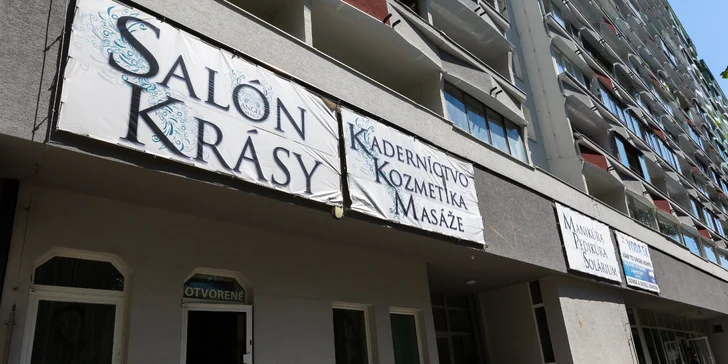 SALÓN
KRÁSY
KADERNÍCTVO
KOZMETIKA
MASÁŽE
MANIKÚRA
PEDIKÚRA
SOLÁRIUM
OTVORENÉ